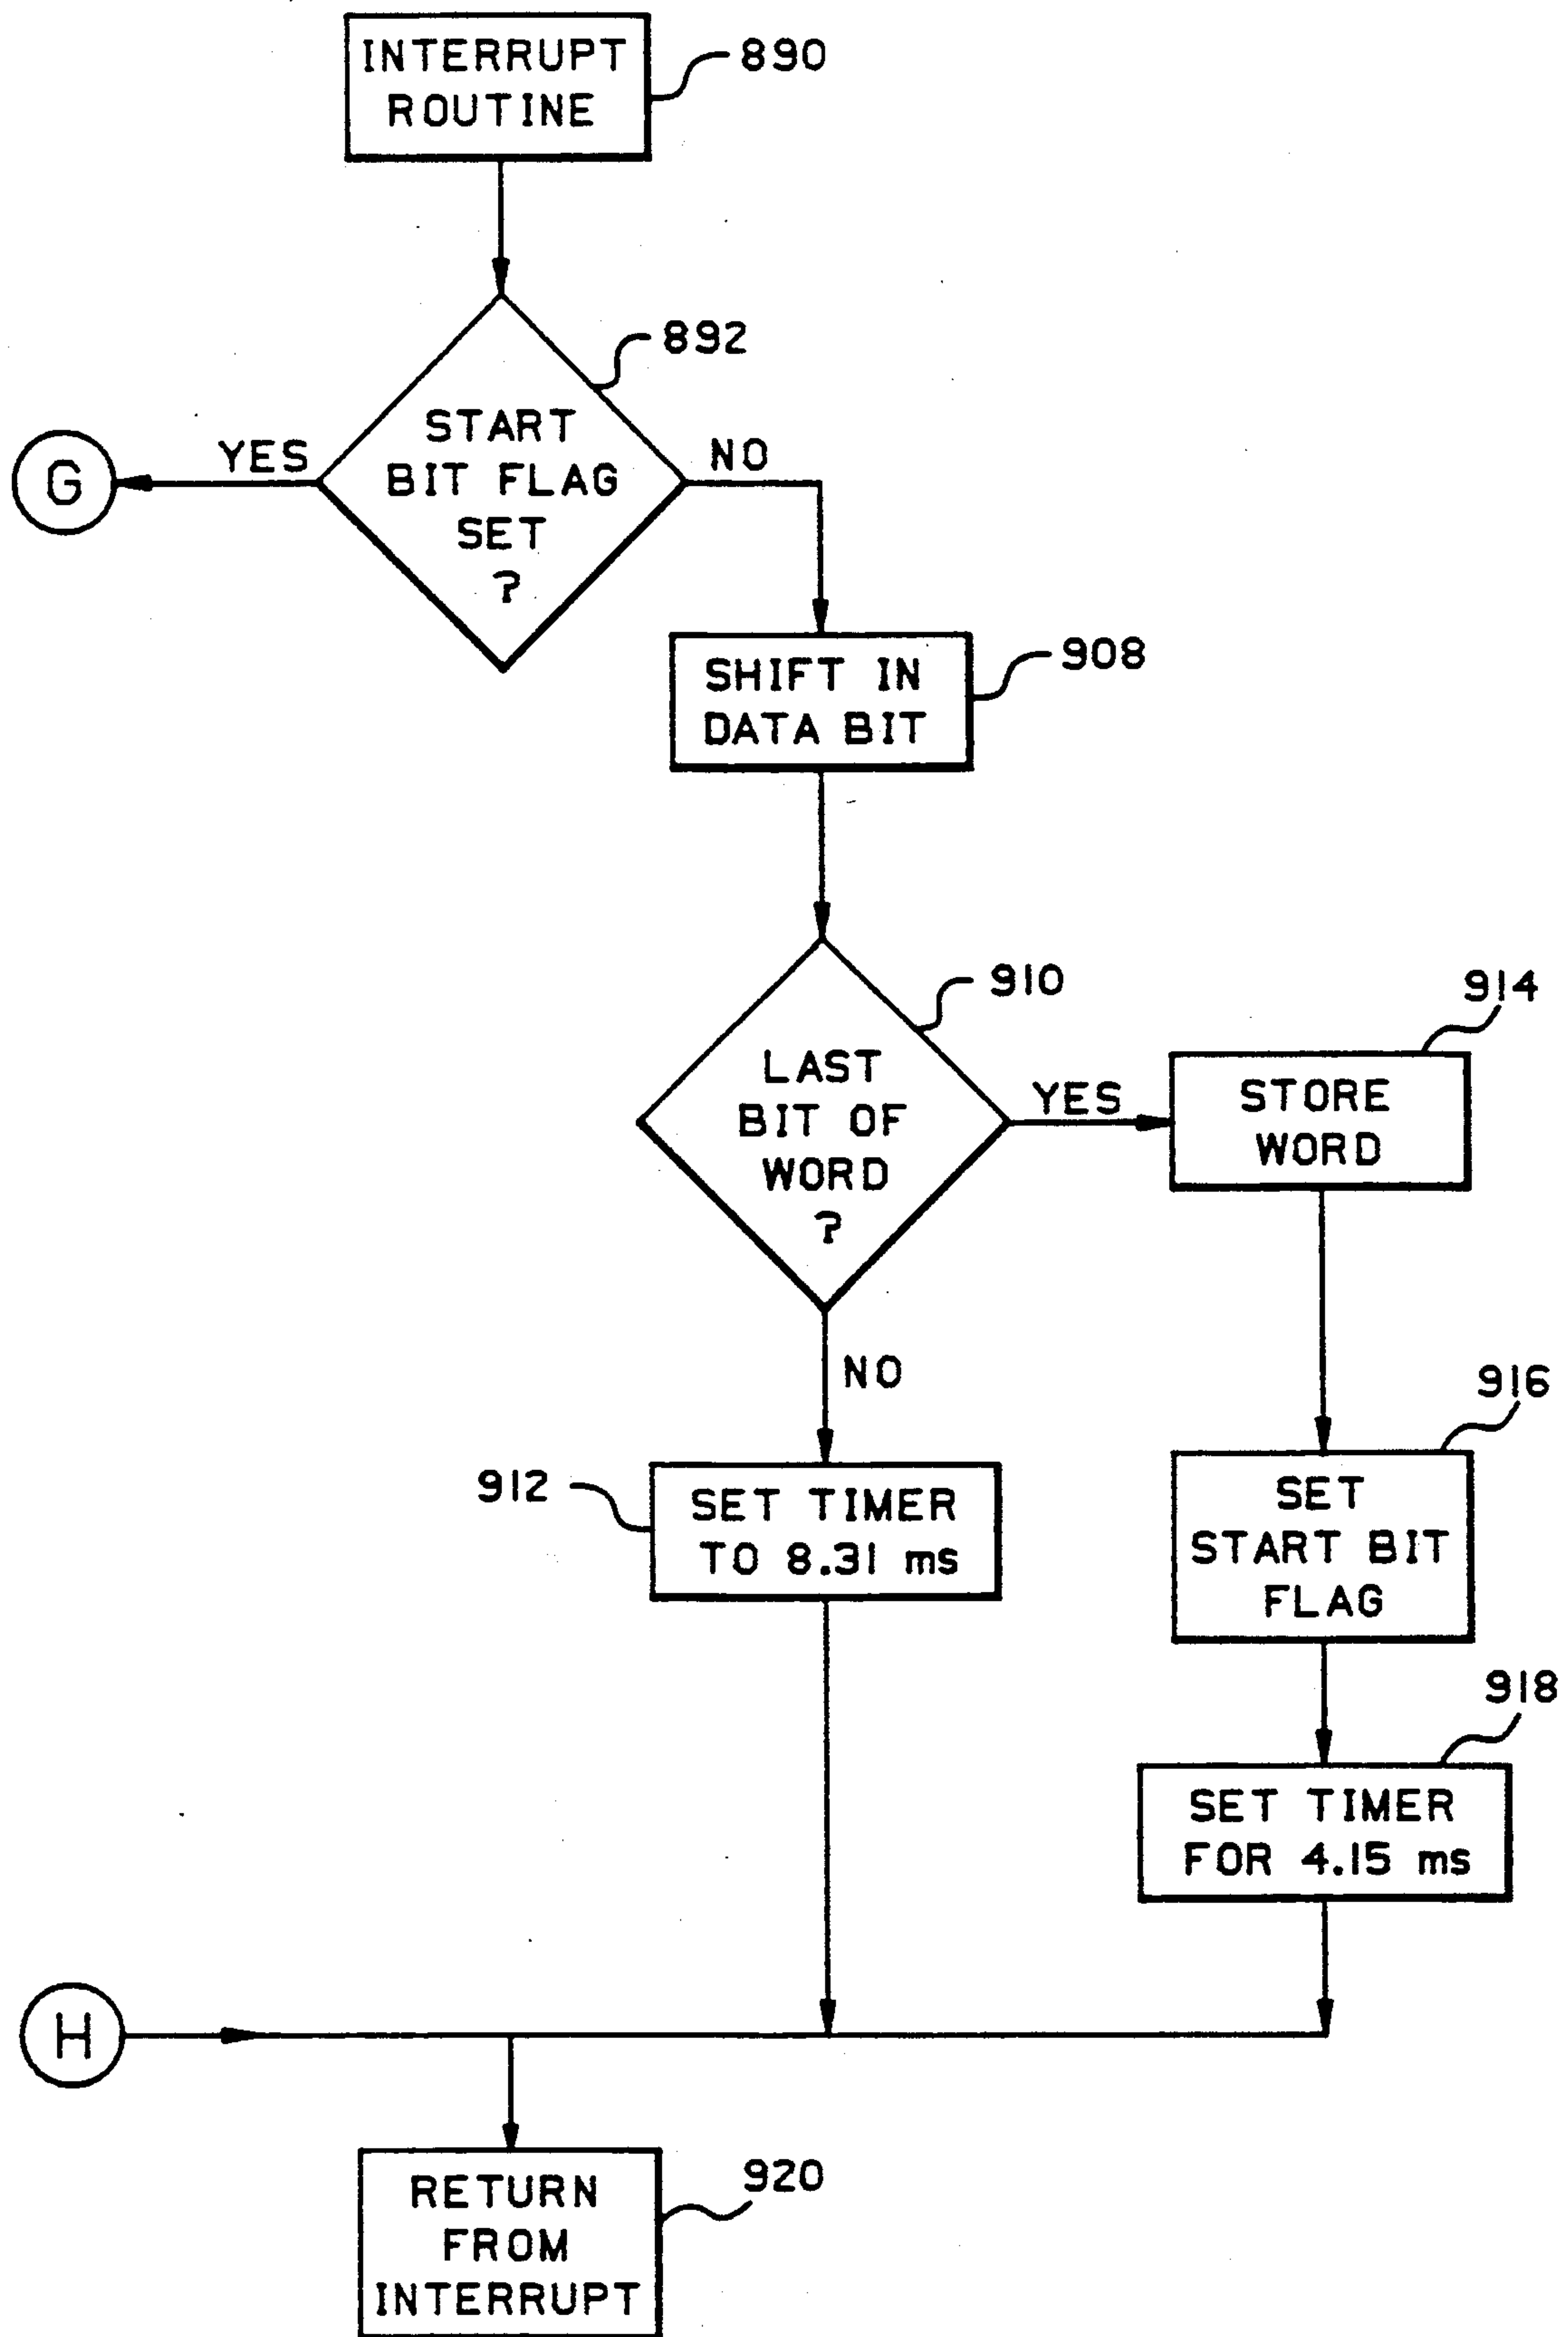 INTERRUPT
ROUTINE
890
892
START
BIT FLAG
SET
?
YES
NO
G
SHIFT IN
DATA BIT
908
910
LAST
BIT OF
WORD
?
YES
914
STORE
WORD
NO
916
SET
START BIT
FLAG
912
SET TIMER
TO 8.31 ms
918
SET TIMER
FOR 4.15 ms
H
RETURN
FROM
INTERRUPT
920